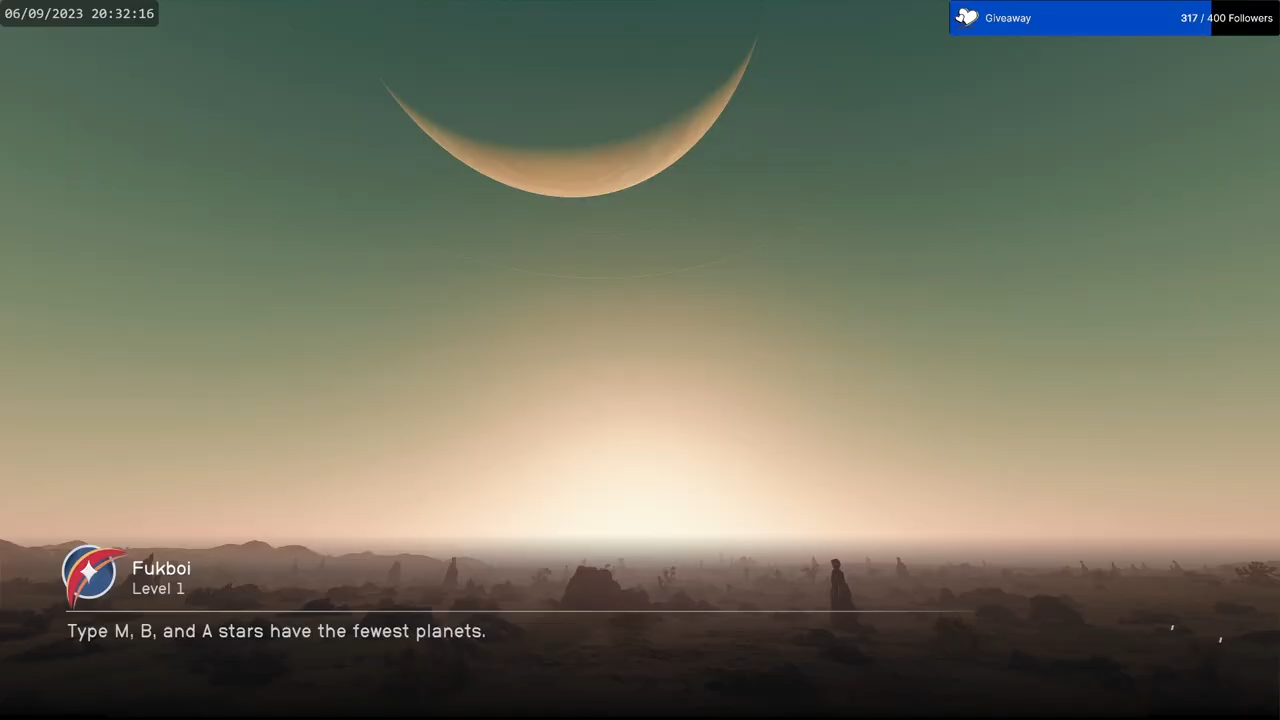 06/09/2023 20:32:16
Giveaway 317 / 400 Followers
Fukboi
Level 1
Type M, B, and A stars have the fewest planets.